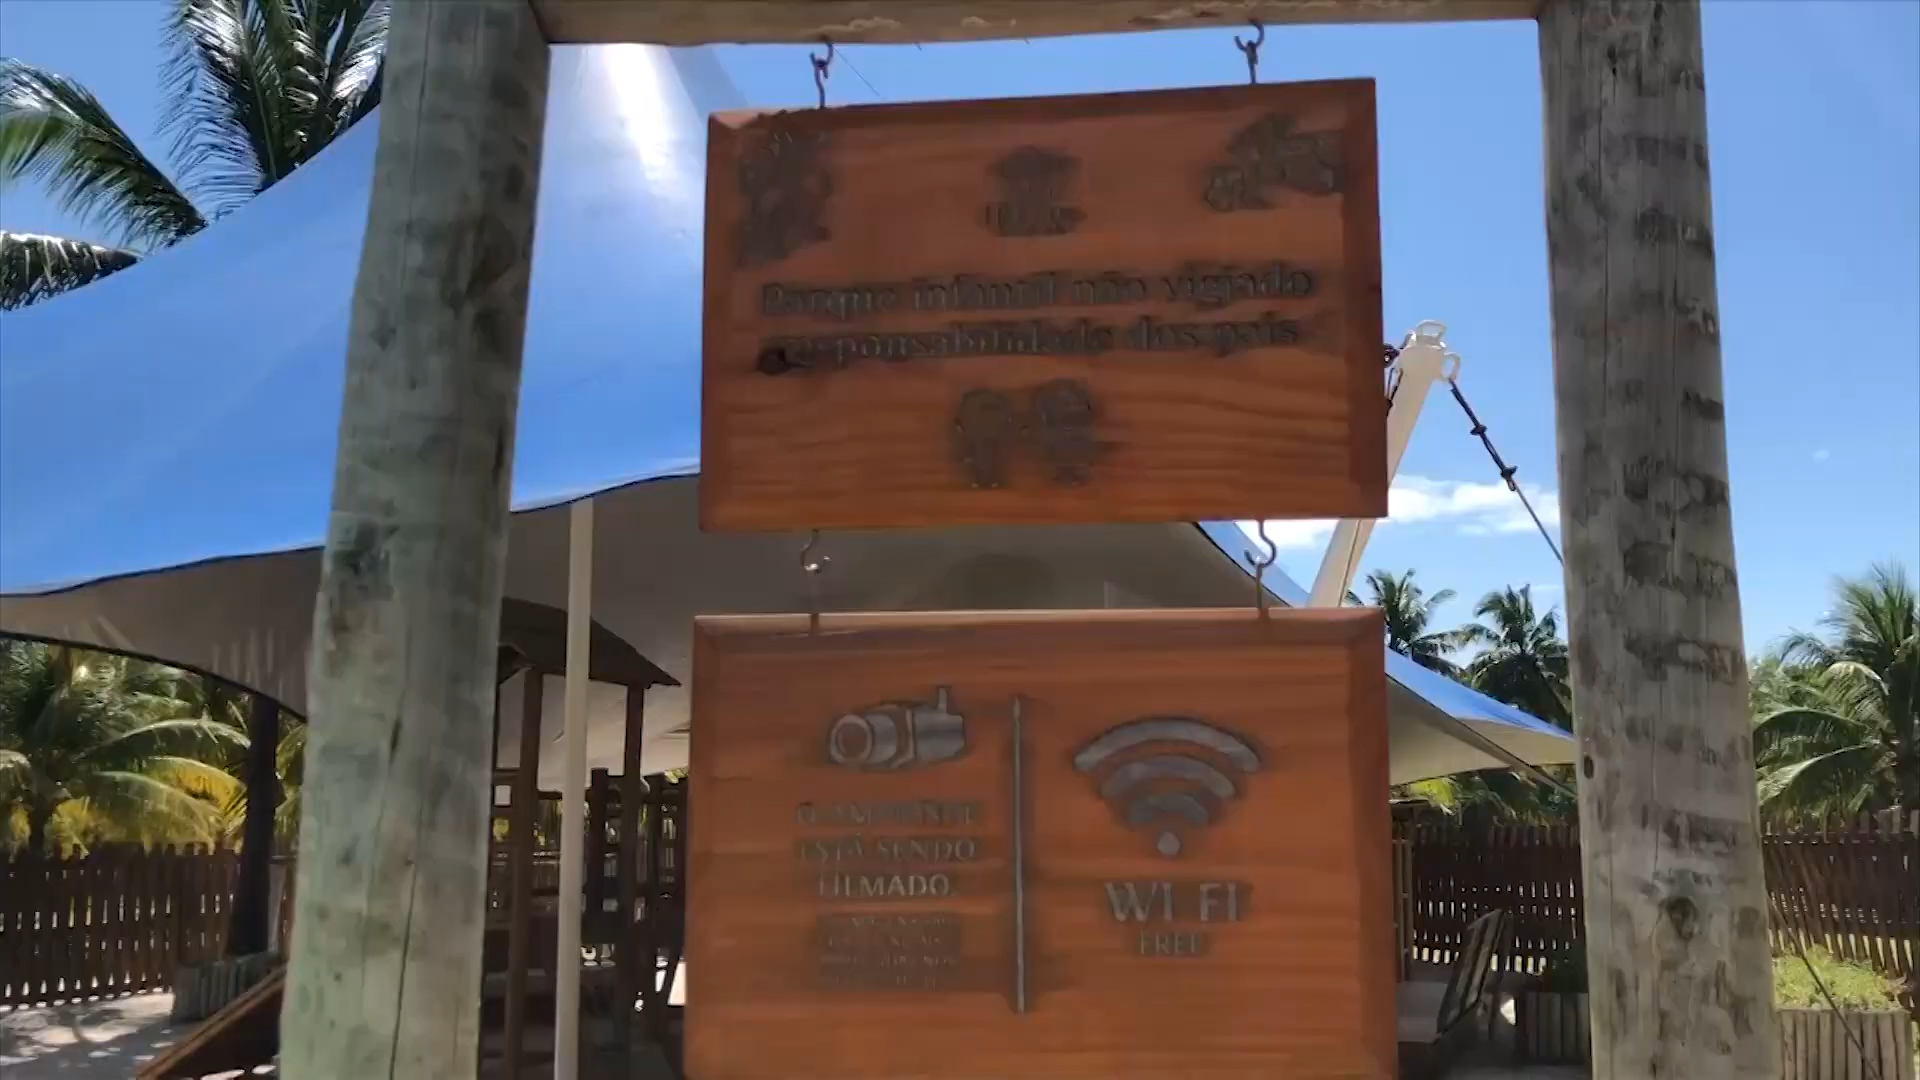 Parque infantil não vigiado
responsabilidade dos pais
O AMBIENTE
ESTÁ SENDO
FILMADO.
WI FI
FREE